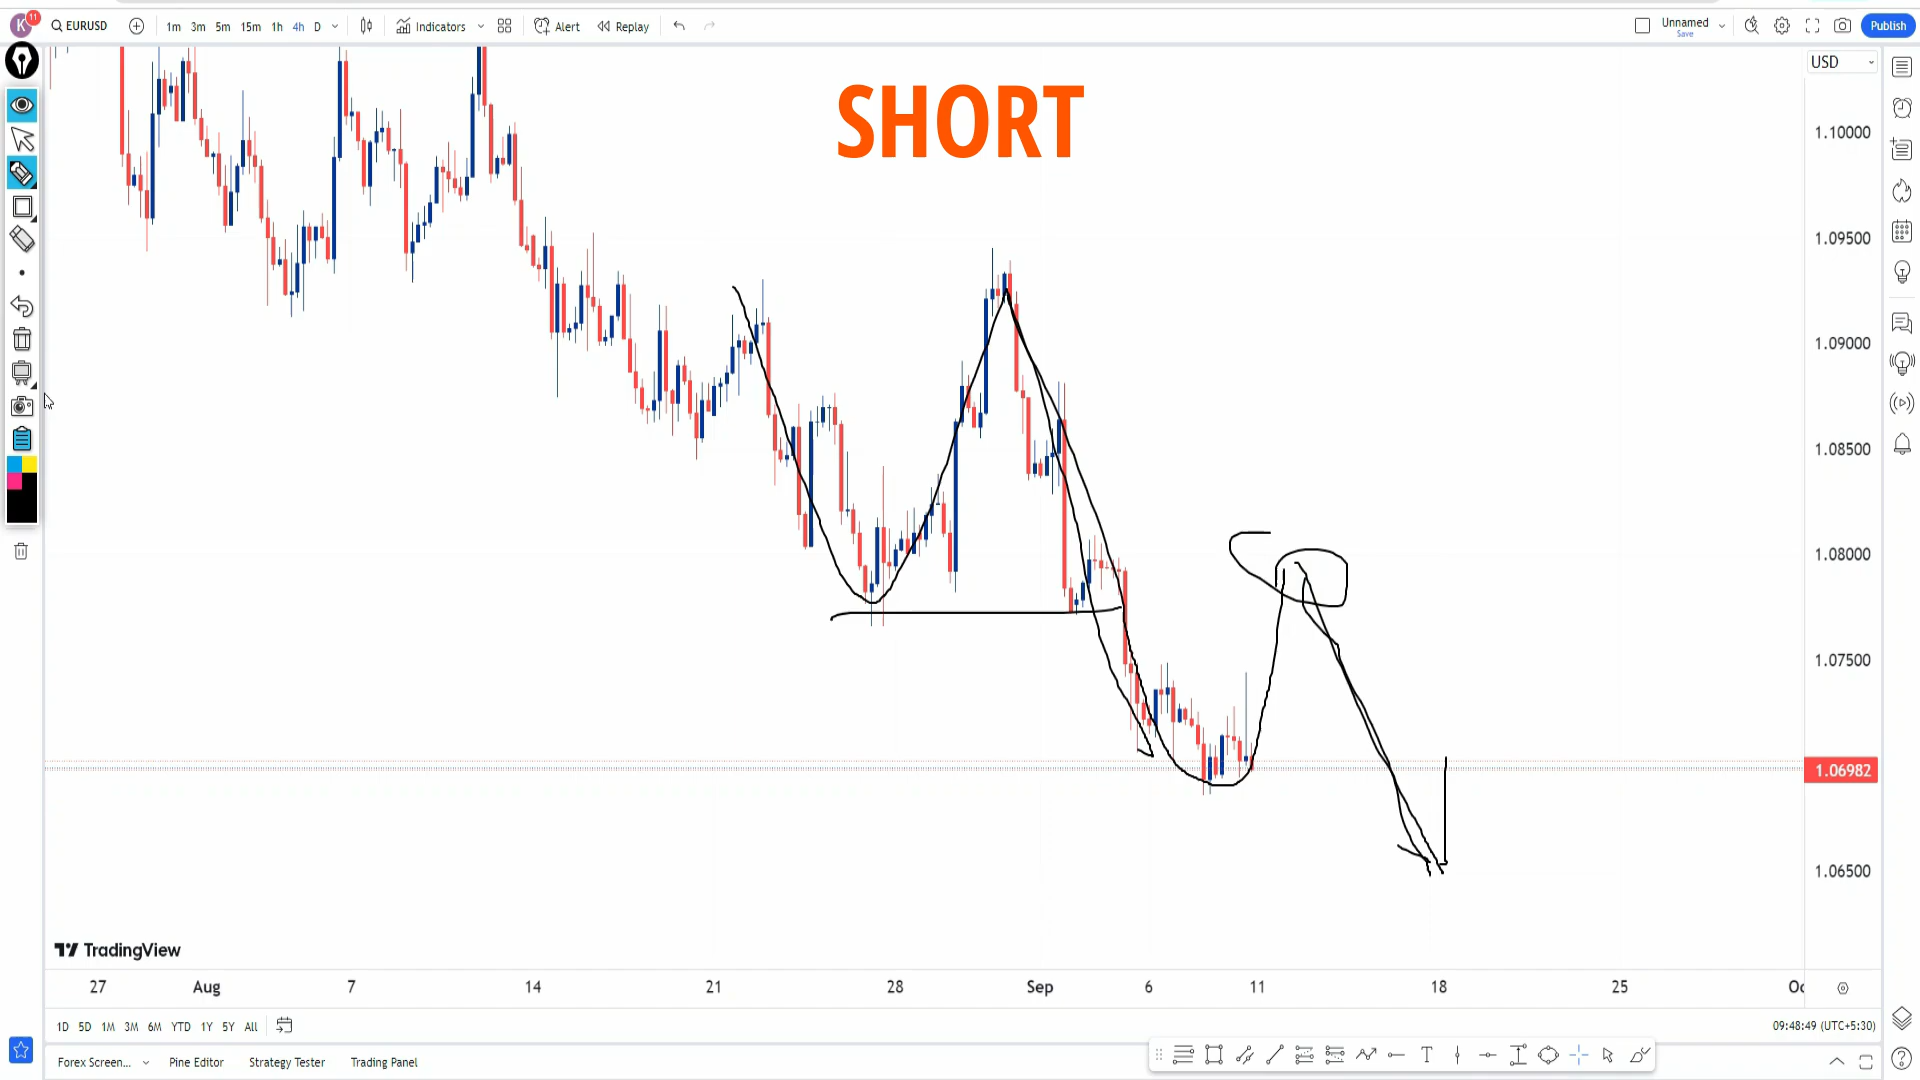 K 11 EURUSD 1m 3m 5m 15m 1h 4h D Indicators Alert Replay Unnamed Save Publish
USD
SHORT
1.10000
1.09500
1.09000
1.08500
1.08000
1.07500
1.06982
1.06500
TradingView
27 Aug 7 14 21 28 Sep 6 11 18 25 Oc
1D 5D 1M 3M 6M YTD 1Y 5Y All 09:48:49 (UTC+5:30)
Forex Screen... Pine Editor Strategy Tester Trading Panel